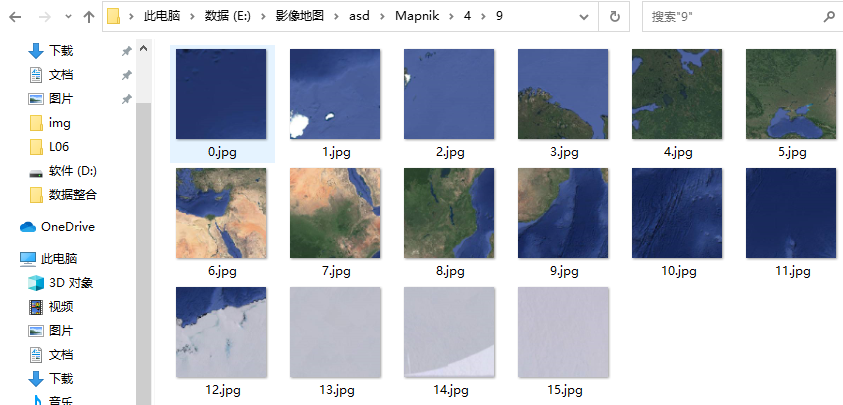 此电脑 > 数据 (E:) > 影像地图 > asd > Mapnik > 4 > 9
搜索"9"
下载
文档
图片
img
L06
软件 (D:)
数据整合
OneDrive
此电脑
3D 对象
视频
图片
文档
下载
音乐
0.jpg
1.jpg
2.jpg
3.jpg
4.jpg
5.jpg
6.jpg
7.jpg
8.jpg
9.jpg
10.jpg
11.jpg
12.jpg
13.jpg
14.jpg
15.jpg